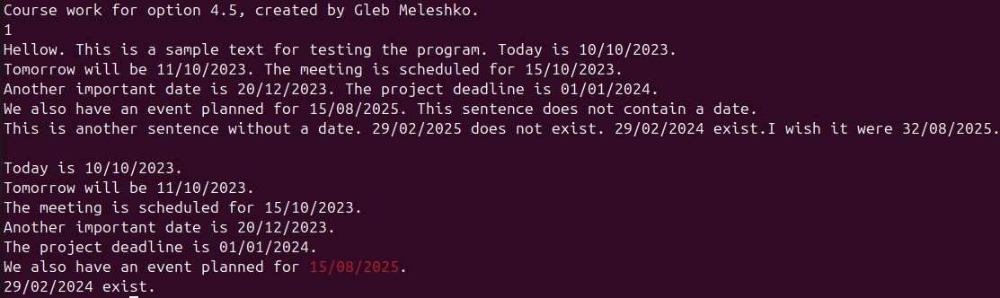 Course work for option 4.5, created by Gleb Meleshko.
1
Hellow. This is a sample text for testing the program. Today is 10/10/2023.
Tomorrow will be 11/10/2023. The meeting is scheduled for 15/10/2023.
Another important date is 20/12/2023. The project deadline is 01/01/2024.
We also have an event planned for 15/08/2025. This sentence does not contain a date.
This is another sentence without a date. 29/02/2025 does not exist. 29/02/2024 exist.I wish it were 32/08/2025.
Today is 10/10/2023.
Tomorrow will be 11/10/2023.
The meeting is scheduled for 15/10/2023.
Another important date is 20/12/2023.
The project deadline is 01/01/2024.
We also have an event planned for 15/08/2025.
29/02/2024 exist.